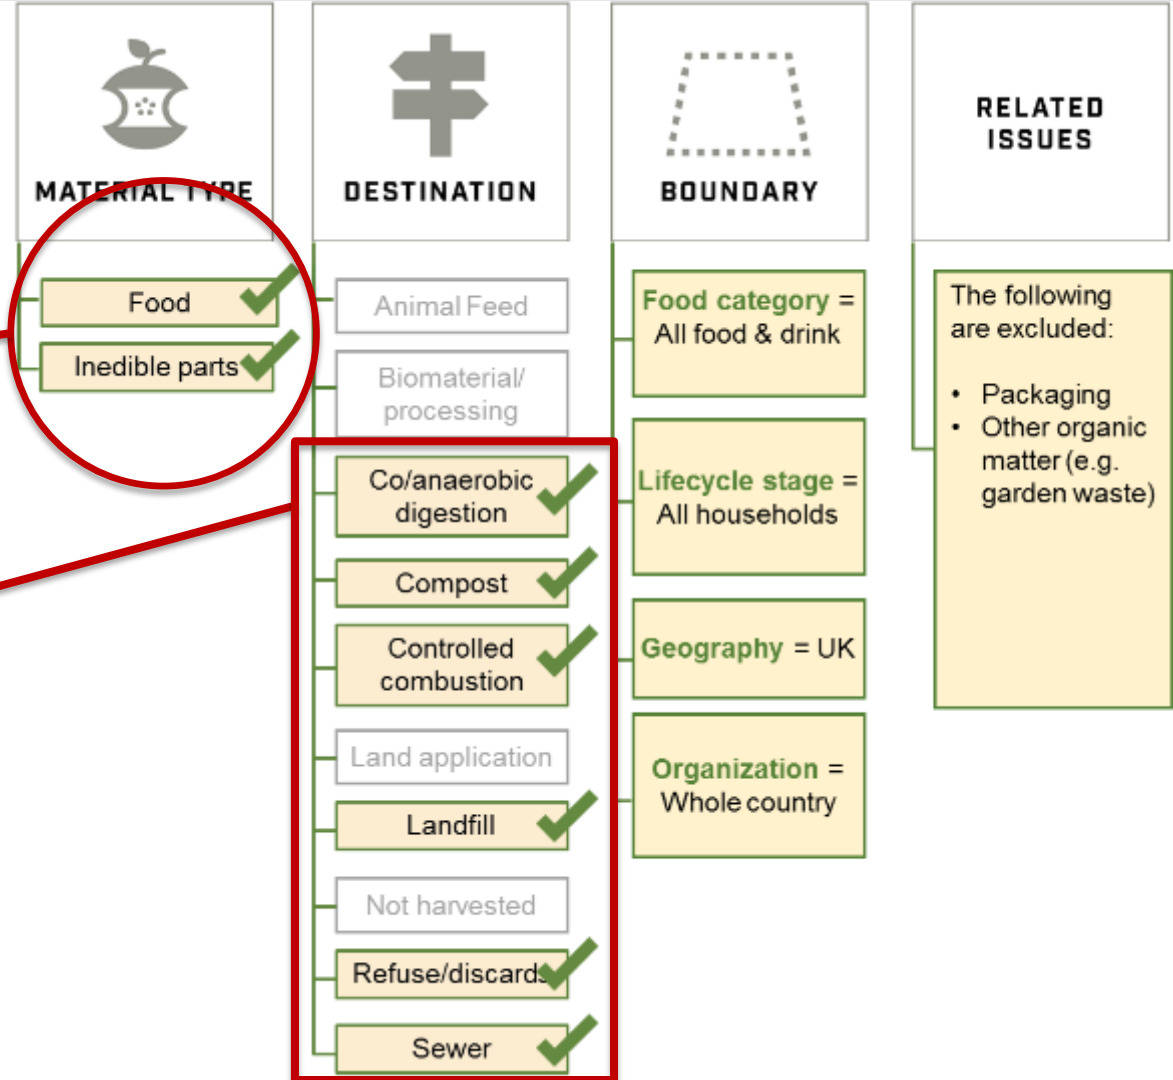 MATERIAL TYPE
Food
Inedible parts
DESTINATION
Animal Feed
Biomaterial/
processing
Co/anaerobic
digestion
Compost
Controlled
combustion
Land application
Landfill
Not harvested
Refuse/discards
Sewer
BOUNDARY
Food category =
All food & drink
Lifecycle stage =
All households
Geography = UK
Organization =
Whole country
RELATED
ISSUES
The following
are excluded:
• Packaging
• Other organic
matter (e.g.
garden waste)